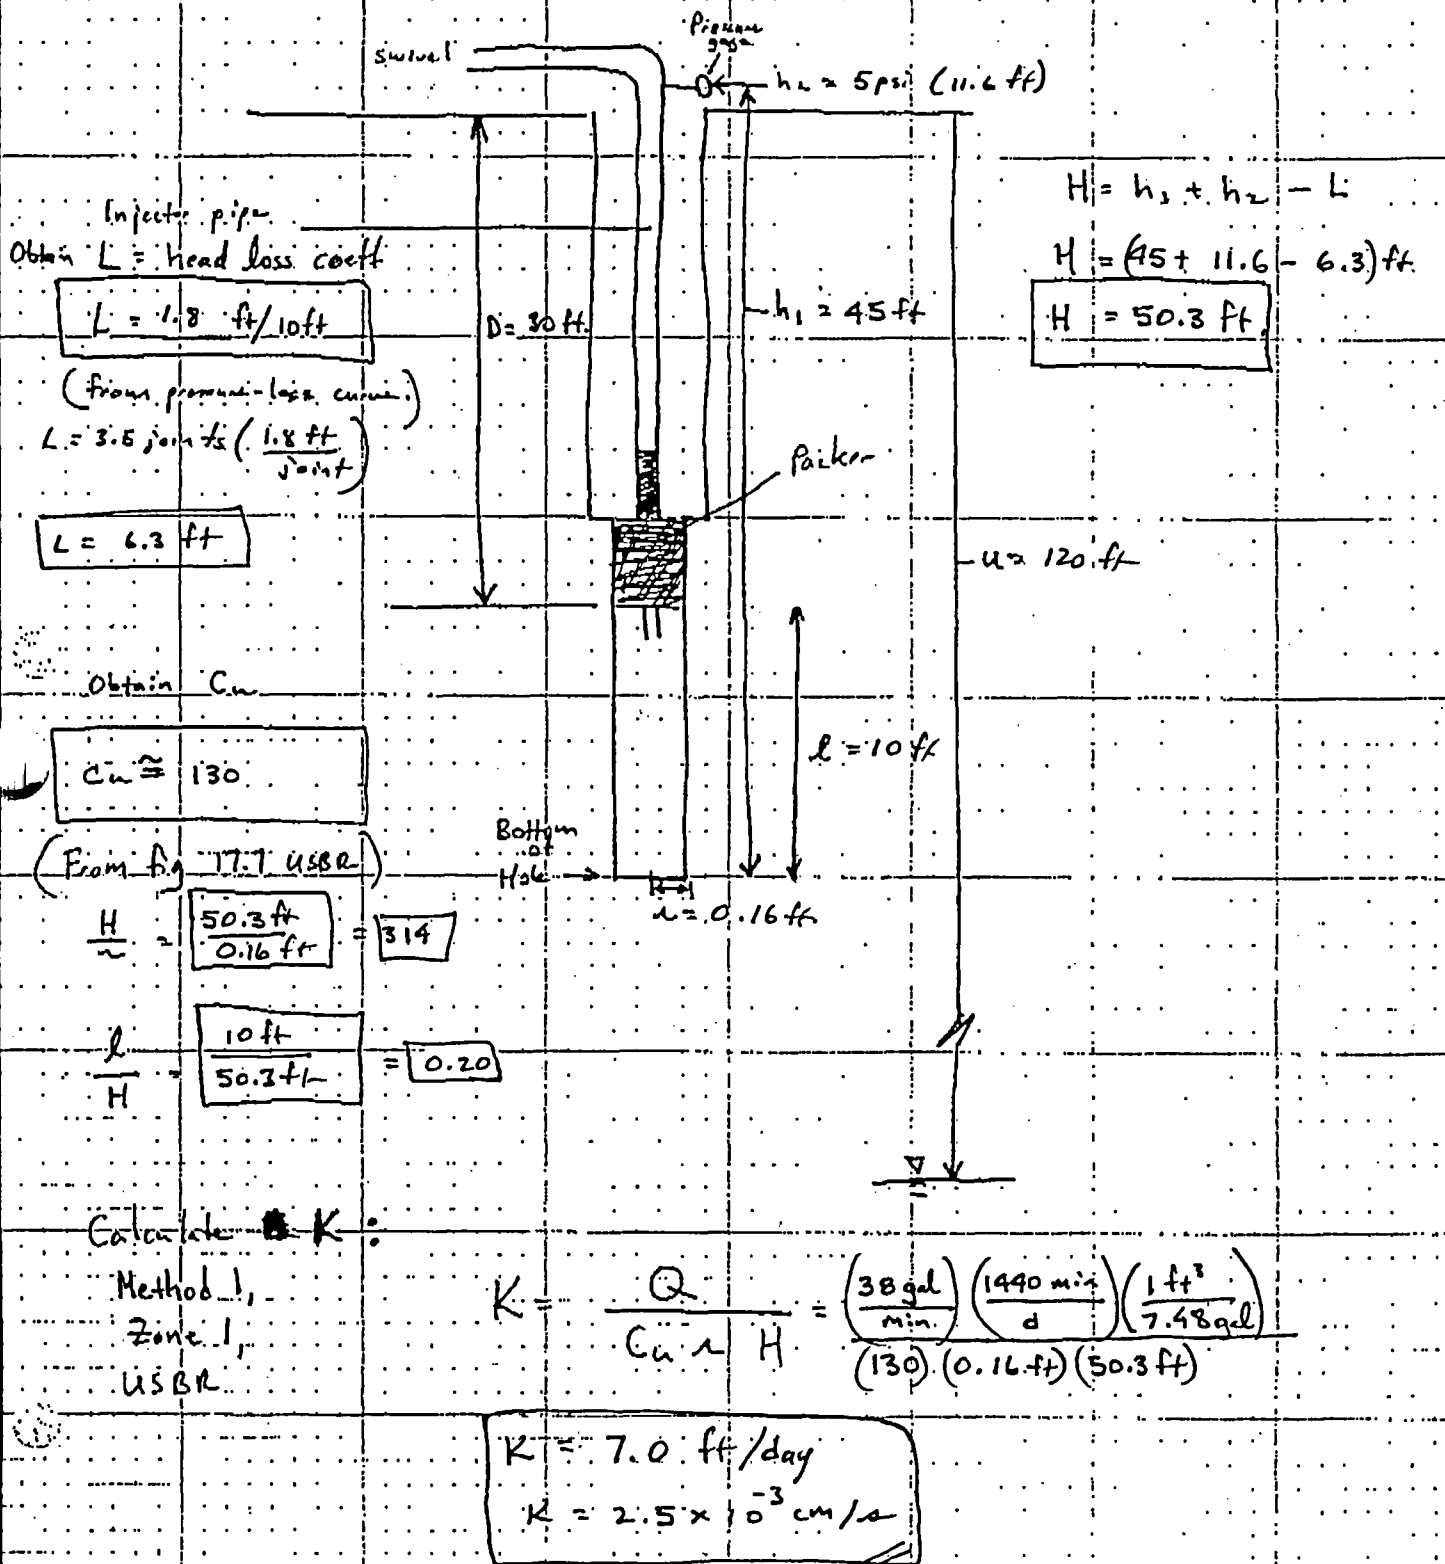 Pressure
gage
swivel
h₂ = 5 psi (11.6 ft)
H = h₁ + h₂ - L
Injector pipe
Obtain L = head loss coeff
H = (45 + 11.6 - 6.3) ft
L = 1.8 ft/10ft
D = 30 ft
h₁ = 45 ft
H = 50.3 ft
(from pressure-loss curve.)
L = 3.5 joints (1.8 ft / joint)
Packer
L = 6.3 ft
u = 120 ft
Obtain Cu
l = 10 ft
Cu ≅ 130
Bottom
of
Hole
(From fig 17.7 USBR)
r = 0.16 ft
H/r = 50.3 ft / 0.16 ft = 314
l/H = 10 ft / 50.3 ft = 0.20
Calculate K :
Method 1,
Zone 1,
USBR
K = Q / (Cu r H) = (38 gal / min.) (1440 min / d) (1 ft³ / 7.48 gal) / (130) (0.16 ft) (50.3 ft)
K = 7.0 ft/day
K = 2.5 x 10⁻³ cm/s